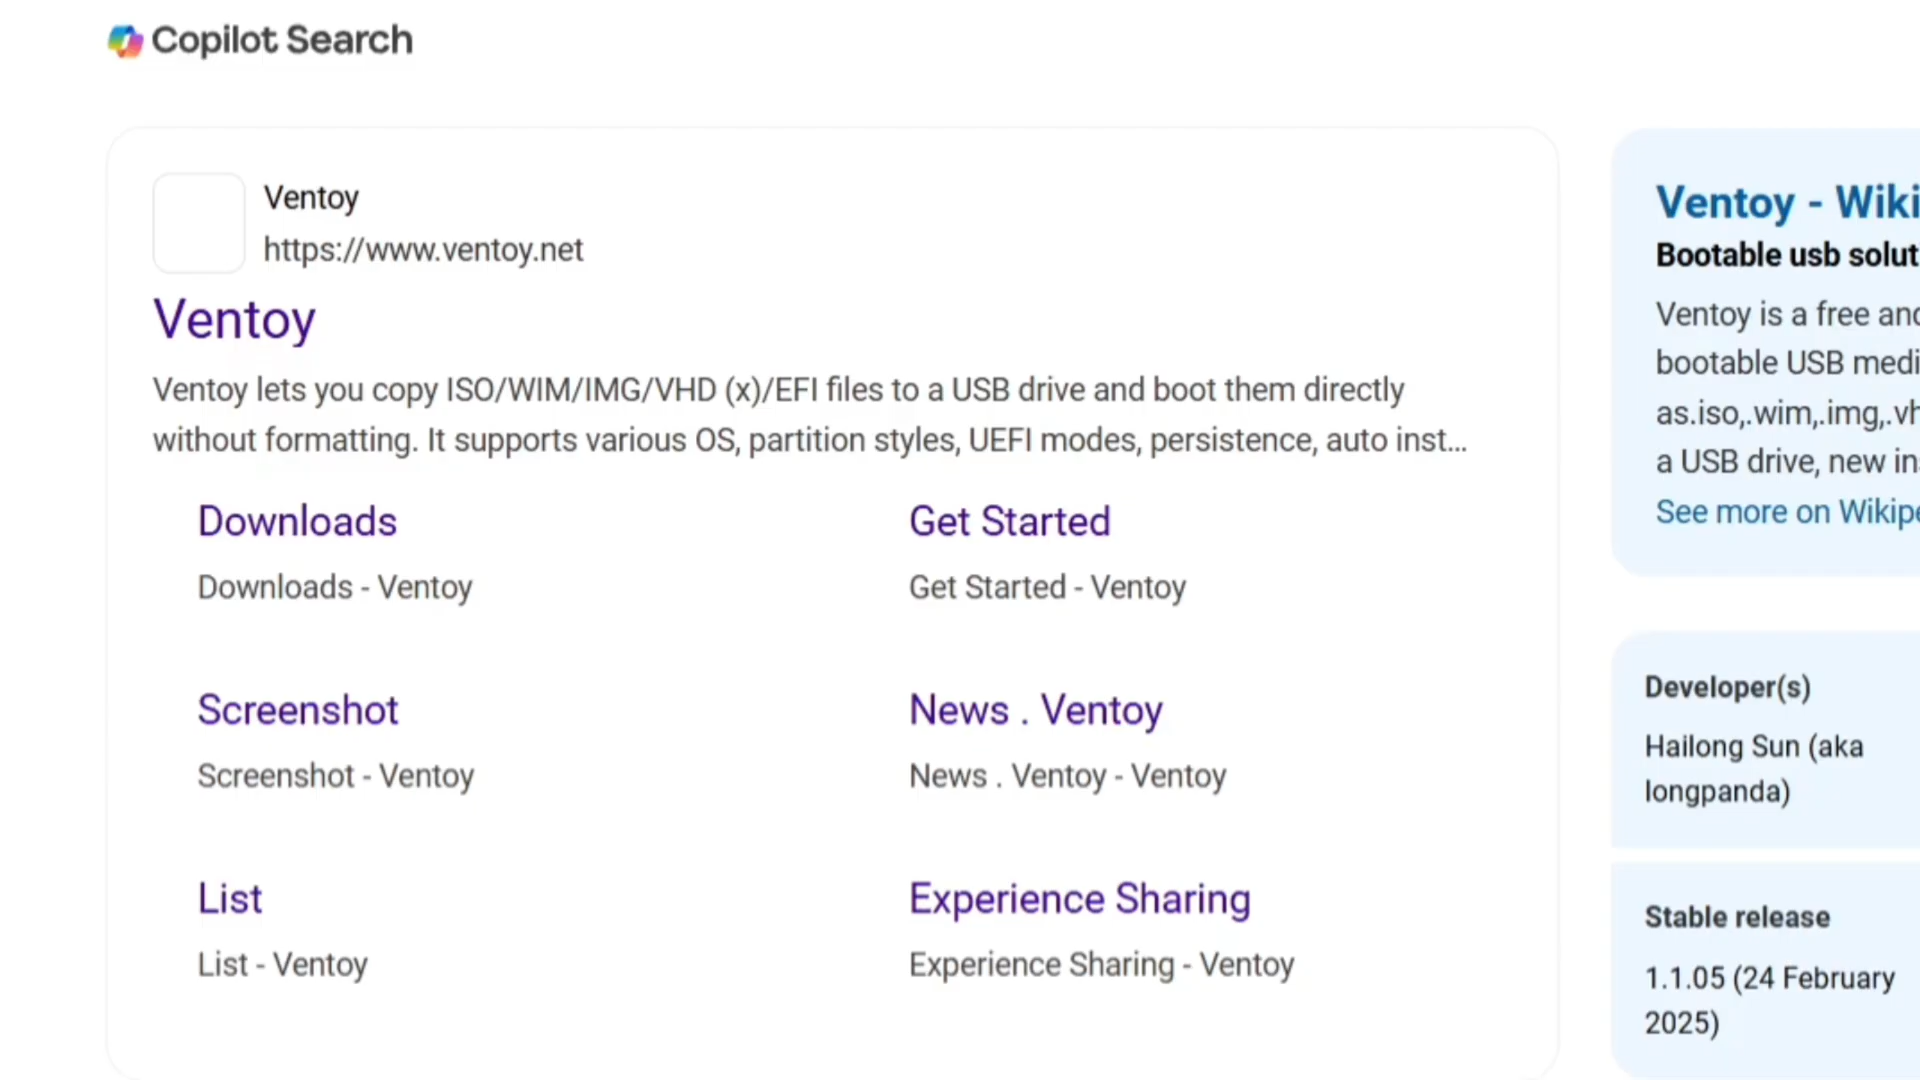 Copilot Search
Ventoy
https://www.ventoy.net
Ventoy
Ventoy lets you copy ISO/WIM/IMG/VHD (x)/EFI files to a USB drive and boot them directly
without formatting. It supports various OS, partition styles, UEFI modes, persistence, auto inst...
Downloads
Downloads - Ventoy
Get Started
Get Started - Ventoy
Screenshot
Screenshot - Ventoy
News . Ventoy
News . Ventoy - Ventoy
List
List - Ventoy
Experience Sharing
Experience Sharing - Ventoy
Ventoy - Wiki
Bootable usb solut
Ventoy is a free and
bootable USB medi
as.iso,.wim,.img,.vh
a USB drive, new in
See more on Wikipe
Developer(s)
Hailong Sun (aka
longpanda)
Stable release
1.1.05 (24 February
2025)